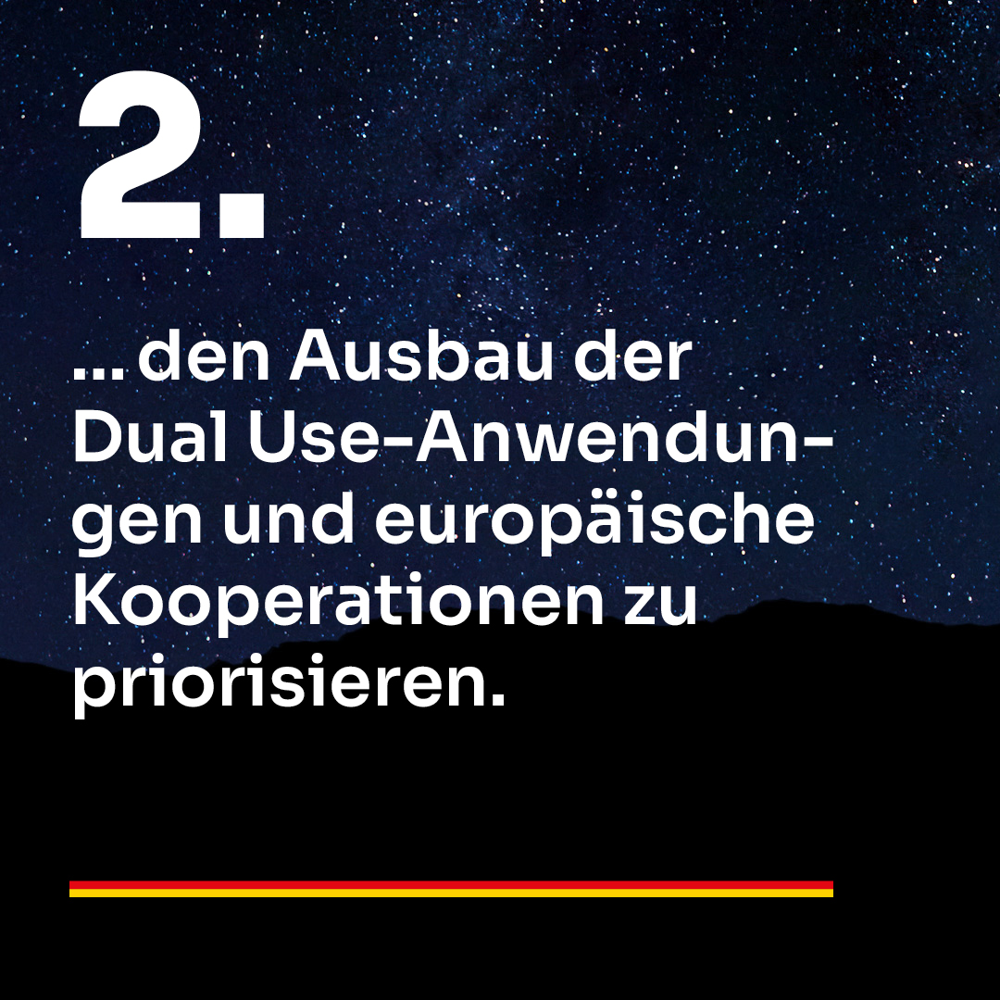 2.
... den Ausbau der
Dual Use-Anwendun-
gen und europäische
Kooperationen zu
priorisieren.